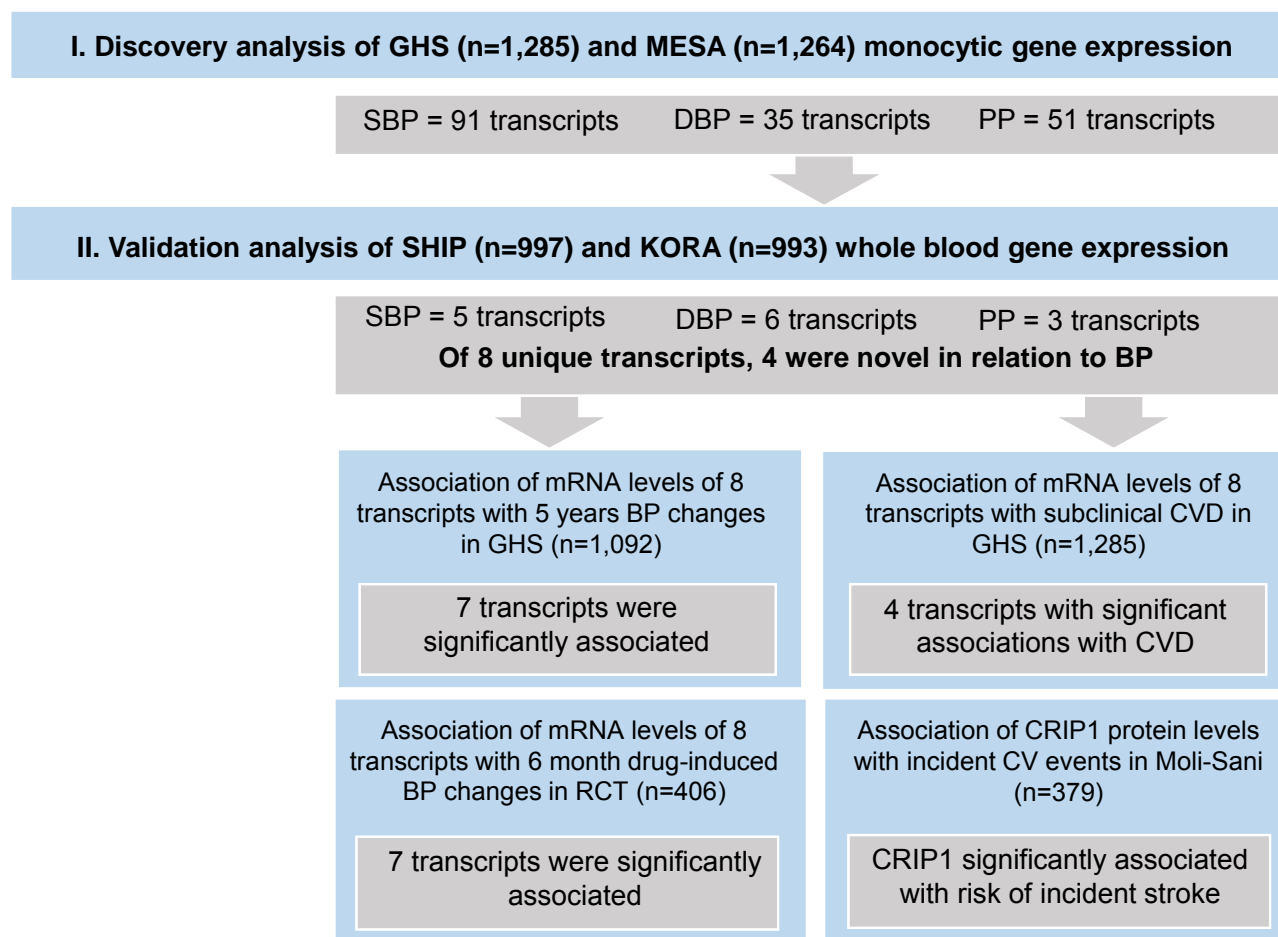 I. Discovery analysis of GHS (n=1,285) and MESA (n=1,264) monocytic gene expression
SBP = 91 transcripts DBP = 35 transcripts PP = 51 transcripts
II. Validation analysis of SHIP (n=997) and KORA (n=993) whole blood gene expression
SBP = 5 transcripts DBP = 6 transcripts PP = 3 transcripts
Of 8 unique transcripts, 4 were novel in relation to BP
Association of mRNA levels of 8
transcripts with 5 years BP changes
in GHS (n=1,092)
7 transcripts were
significantly associated
Association of mRNA levels of 8
transcripts with subclinical CVD in
GHS (n=1,285)
4 transcripts with significant
associations with CVD
Association of mRNA levels of 8
transcripts with 6 month drug-induced
BP changes in RCT (n=406)
7 transcripts were significantly
associated
Association of CRIP1 protein levels
with incident CV events in Moli-Sani
(n=379)
CRIP1 significantly associated
with risk of incident stroke